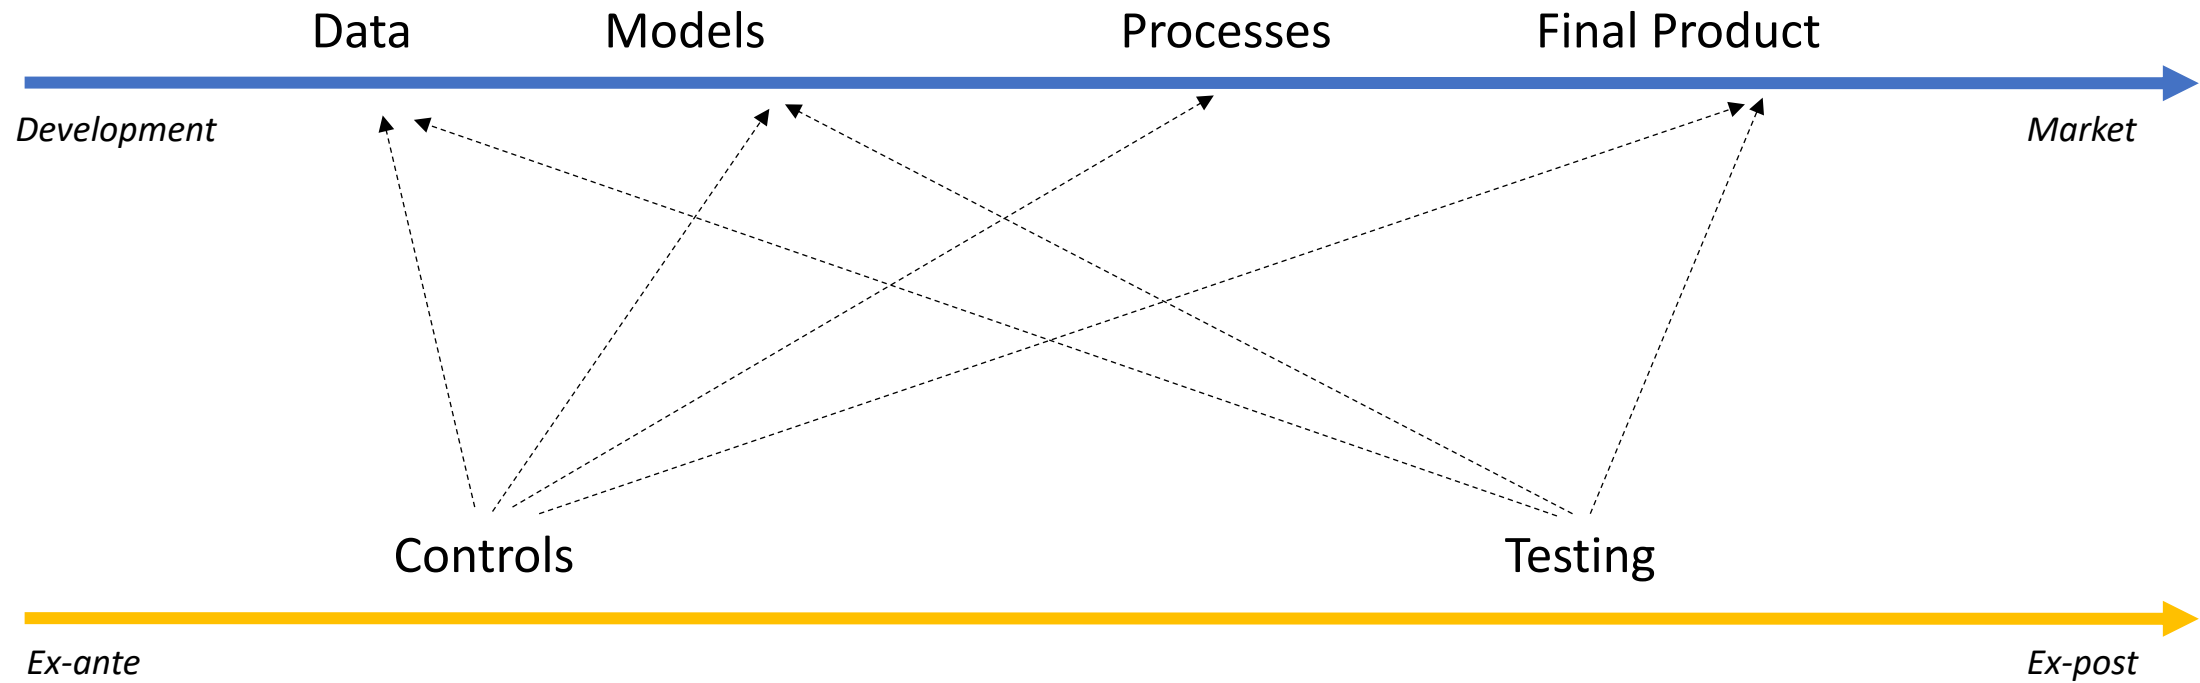 Data Models Processes Final Product
Development Market
Controls Testing
Ex-ante Ex-post